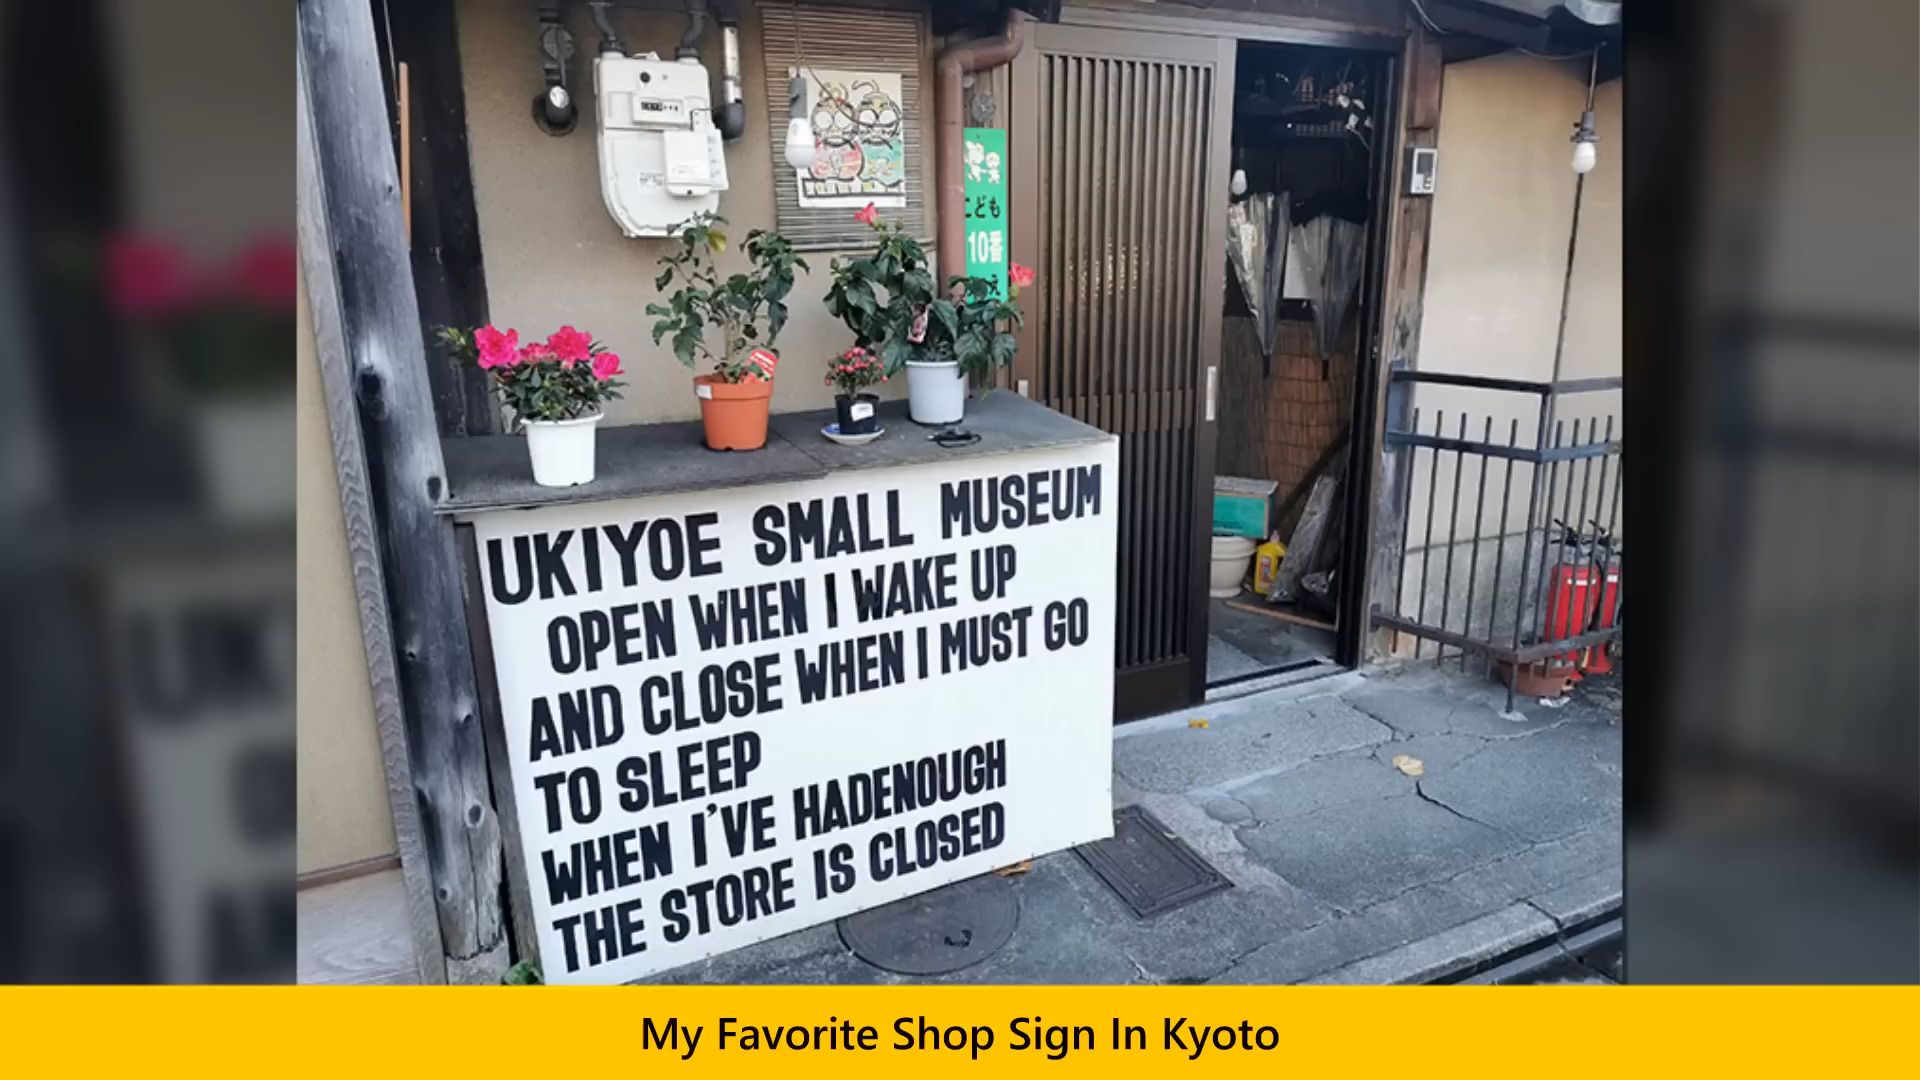 こども
10番
UKIYOE SMALL MUSEUM
OPEN WHEN I WAKE UP
AND CLOSE WHEN I MUST GO
TO SLEEP
WHEN I'VE HADENOUGH
THE STORE IS CLOSED
My Favorite Shop Sign In Kyoto